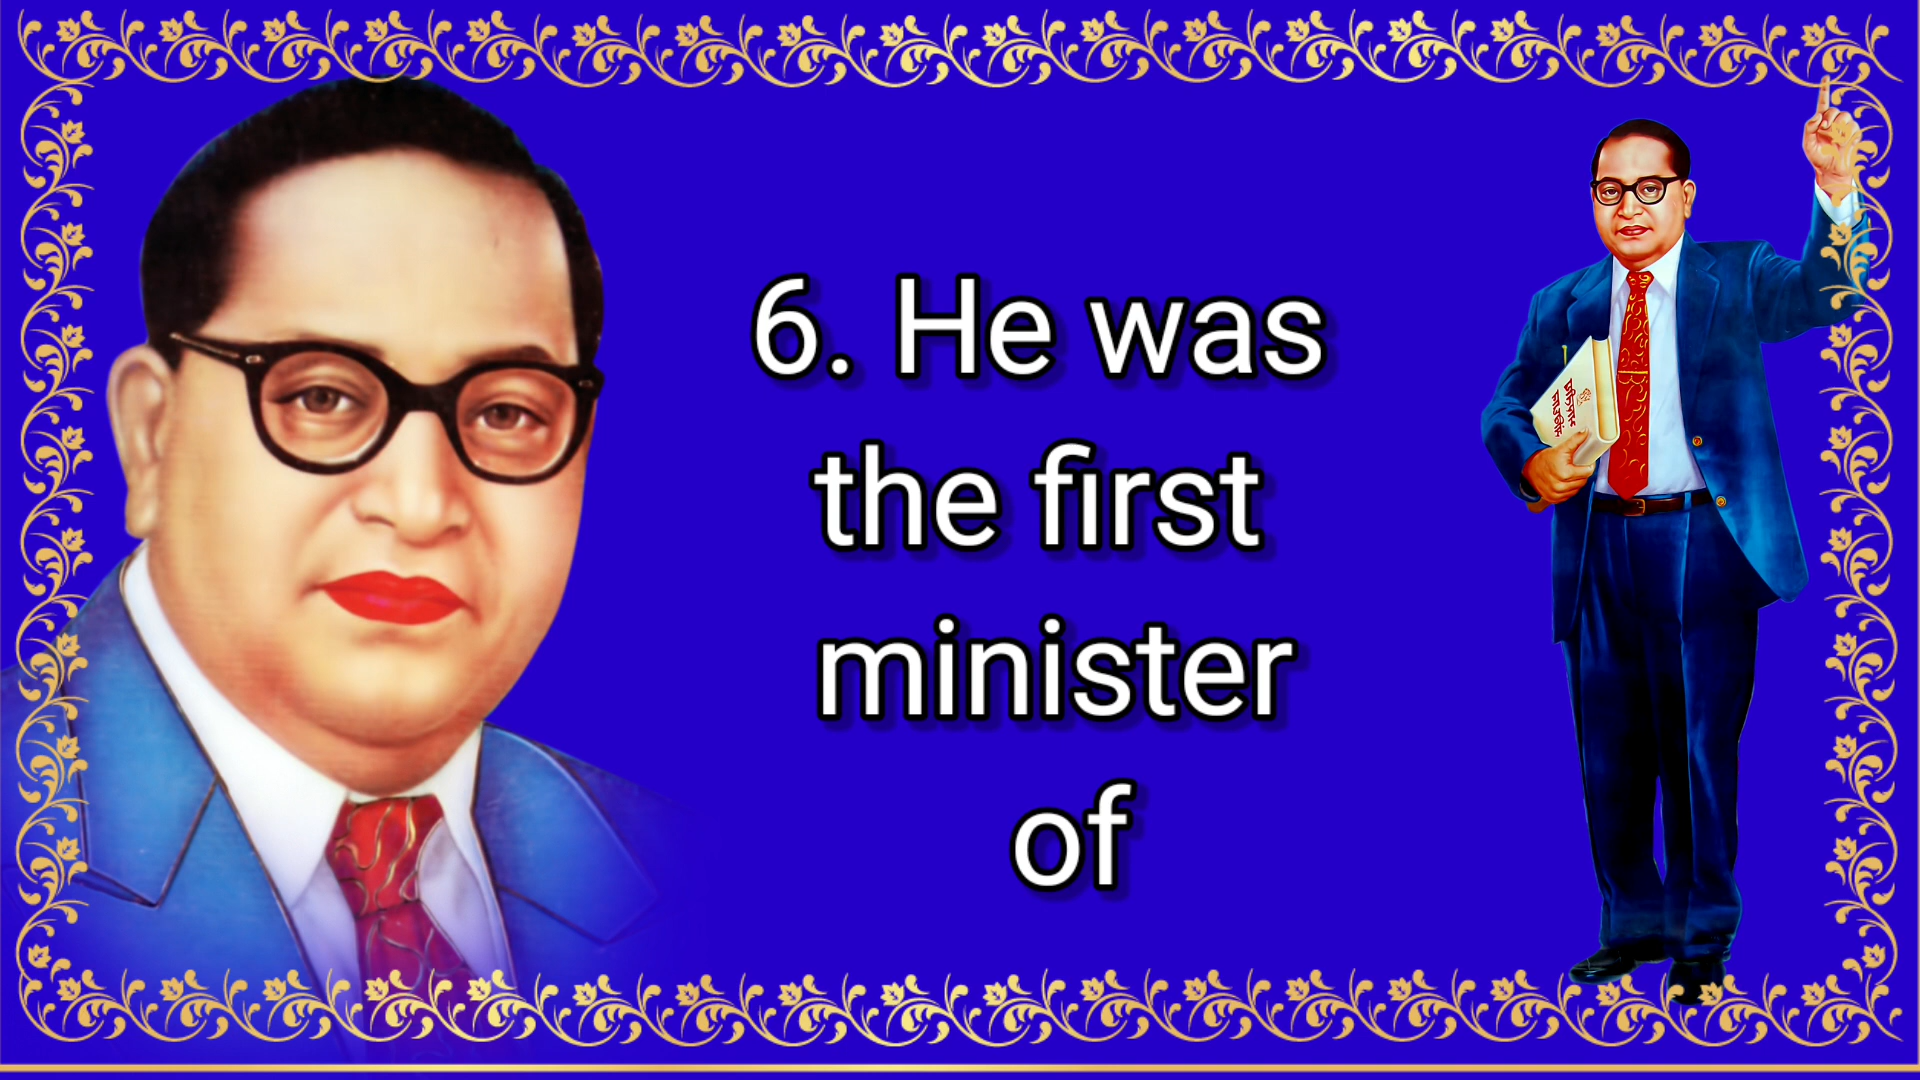 6. He was
the first
minister
of